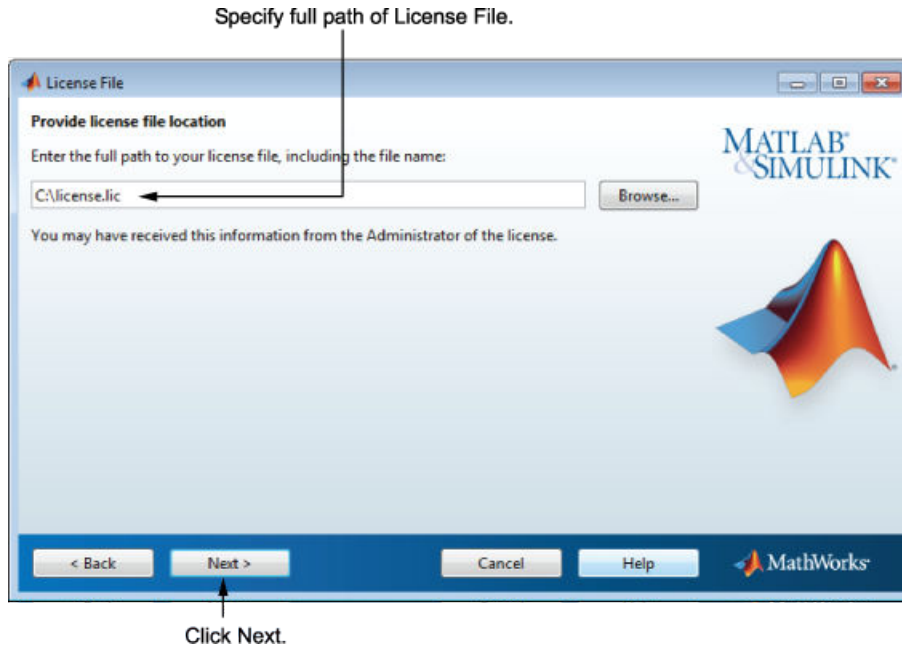 Specify full path of License File.
License File
Provide license file location
Enter the full path to your license file, including the file name:
C:\license.lic
Browse...
You may have received this information from the Administrator of the license.
MATLAB®
&SIMULINK®
< Back
Next >
Cancel
Help
MathWorks®
Click Next.